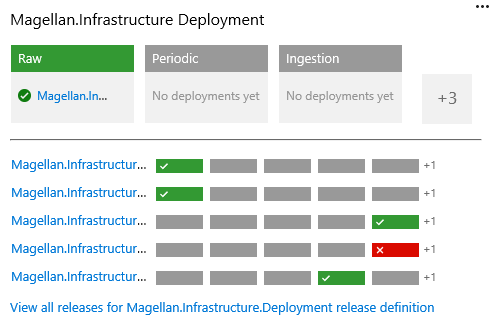 Magellan.Infrastructure Deployment
Raw
Periodic
Ingestion
Magellan.In...
No deployments yet
No deployments yet
+3
Magellan.Infrastructur... +1
Magellan.Infrastructur... +1
Magellan.Infrastructur... +1
Magellan.Infrastructur... +1
Magellan.Infrastructur... +1
View all releases for Magellan.Infrastructure.Deployment release definition